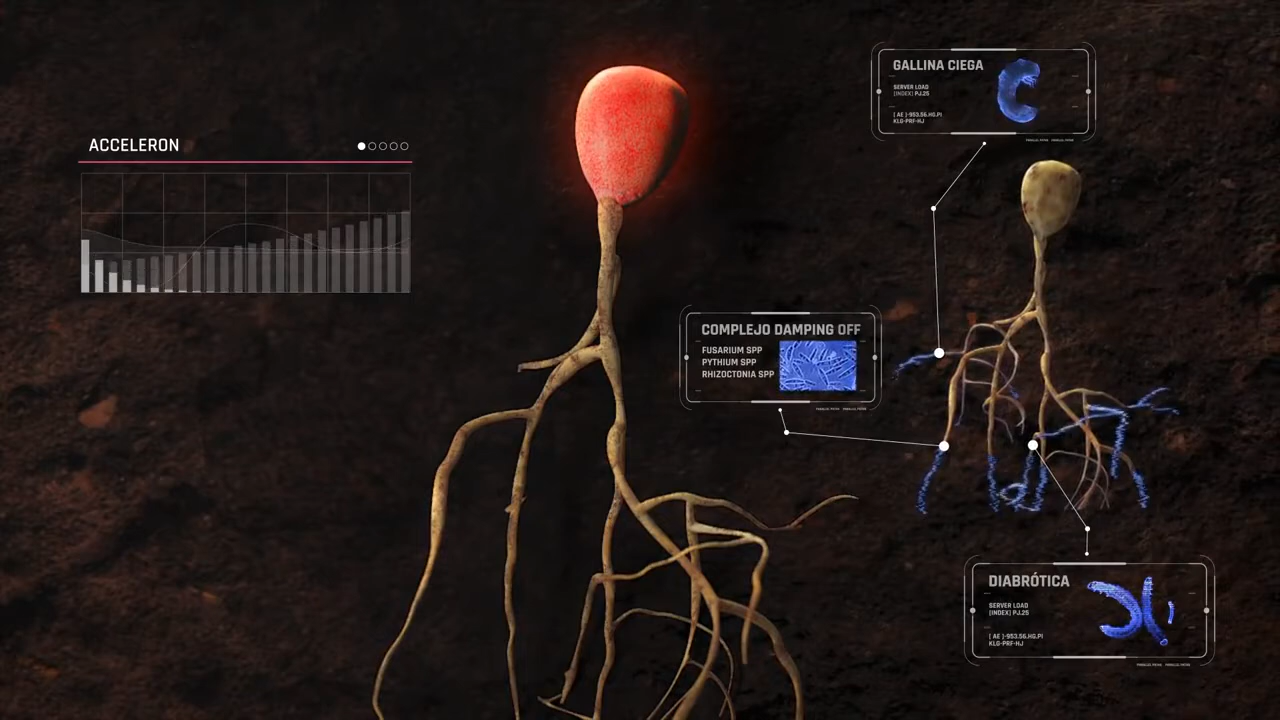 ACCELERON
GALLINA CIEGA
SERVER LOAD
[INDEX] PJ.25
[ AE ]-953.56.HG.PI
KLG-PRF-HJ
COMPLEJO DAMPING OFF
FUSARIUM SPP
PYTHIUM SPP
RHIZOCTONIA SPP
DIABRÓTICA
SERVER LOAD
[INDEX] PJ.25
[ AE ]-953.56.HG.PI
KLG-PRF-HJ